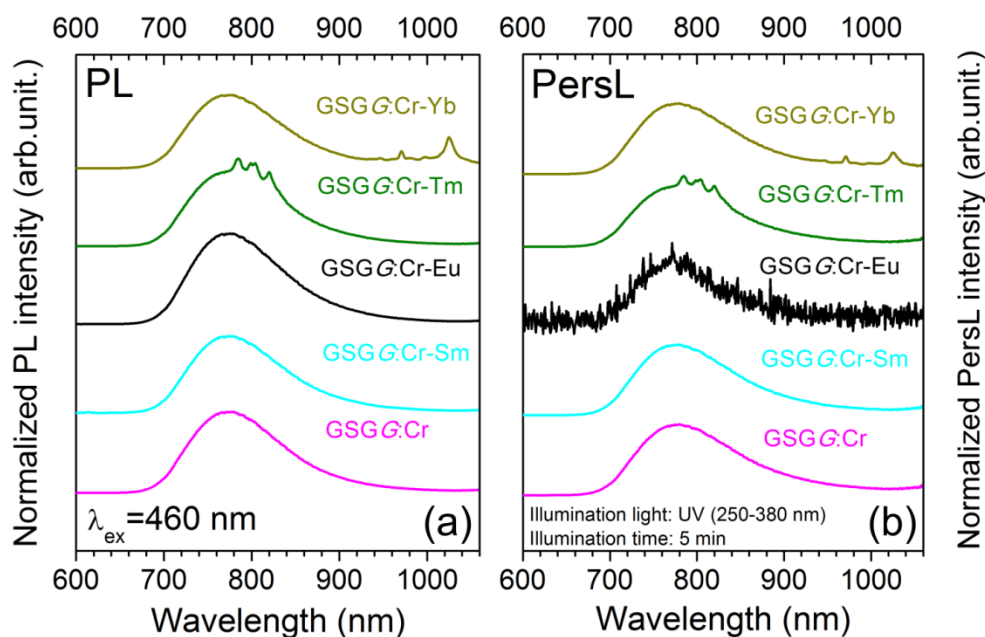 600 700 800 900 1000
600 700 800 900 1000
PL
PersL
Normalized PL intensity (arb.unit.)
Normalized PersL intensity (arb.unit.)
GSGG:Cr-Yb
GSGG:Cr-Tm
GSGG:Cr-Eu
GSGG:Cr-Sm
GSGG:Cr
λex=460 nm
(a)
GSGG:Cr-Yb
GSGG:Cr-Tm
GSGG:Cr-Eu
GSGG:Cr-Sm
GSGG:Cr
Illumination light: UV (250-380 nm)
Illumination time: 5 min
(b)
600 700 800 900 1000
600 700 800 900 1000
Wavelength (nm)
Wavelength (nm)